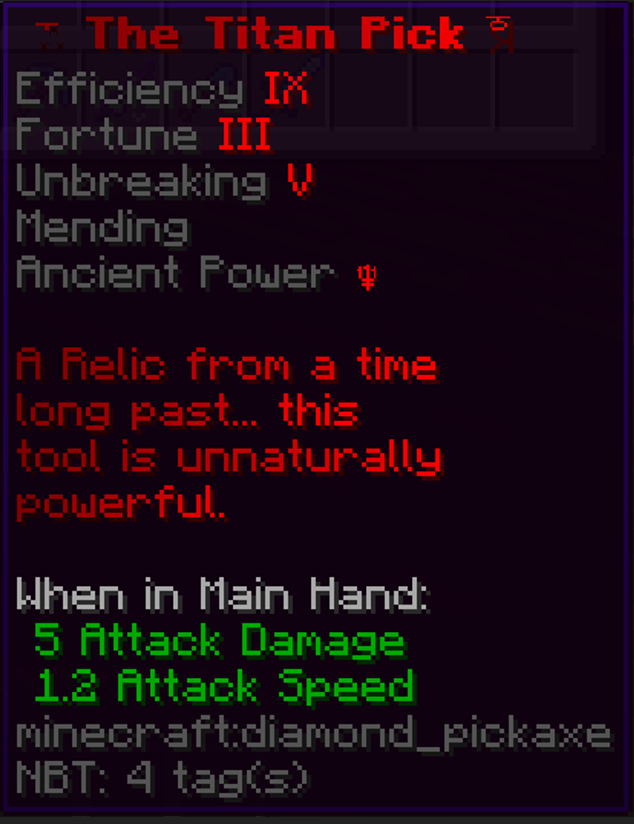 The Titan Pick
Efficiency IX
Fortune III
Unbreaking V
Mending
Ancient Power
A Relic from a time
long past... this
tool is unnaturally
powerful.
When in Main Hand:
5 Attack Damage
1.2 Attack Speed
minecraft:diamond_pickaxe
NBT: 4 tag(s)